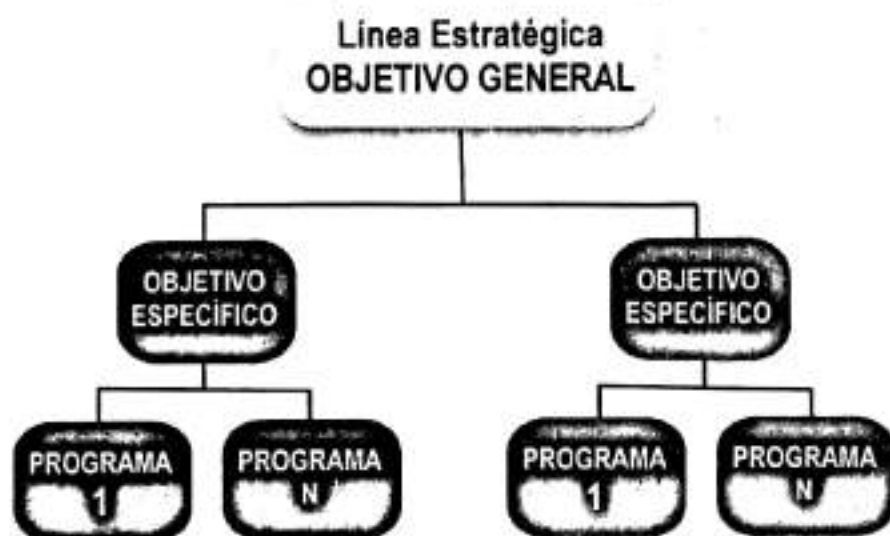 Línea Estratégica
OBJETIVO GENERAL
OBJETIVO
ESPECÍFICO
OBJETIVO
ESPECÍFICO
PROGRAMA
1
PROGRAMA
N
PROGRAMA
1
PROGRAMA
N